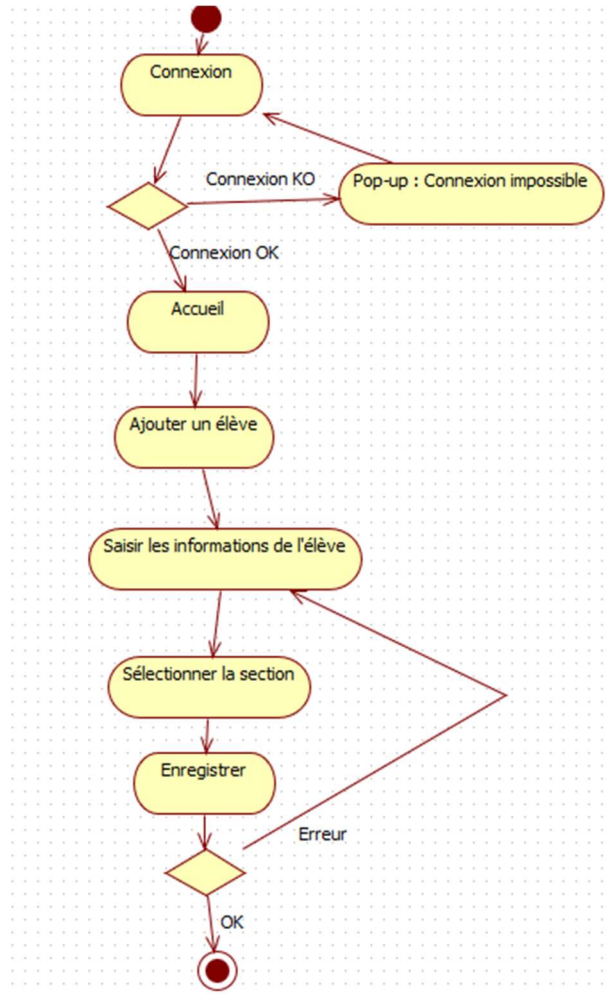 Connexion
Connexion KO
Pop-up : Connexion impossible
Connexion OK
Accueil
Ajouter un élève
Saisir les informations de l'élève
Sélectionner la section
Enregistrer
Erreur
OK